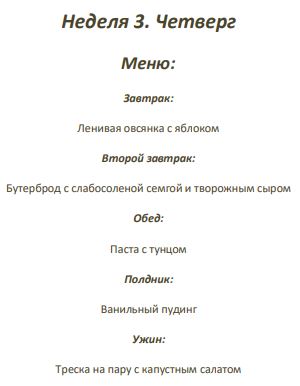 Неделя 3. Четверг
Меню:
Завтрак:
Ленивая овсянка с яблоком
Второй завтрак:
Бутерброд с слабосоленой семгой и творожным сыром
Обед:
Паста с тунцом
Полдник:
Ванильный пудинг
Ужин:
Треска на пару с капустным салатом